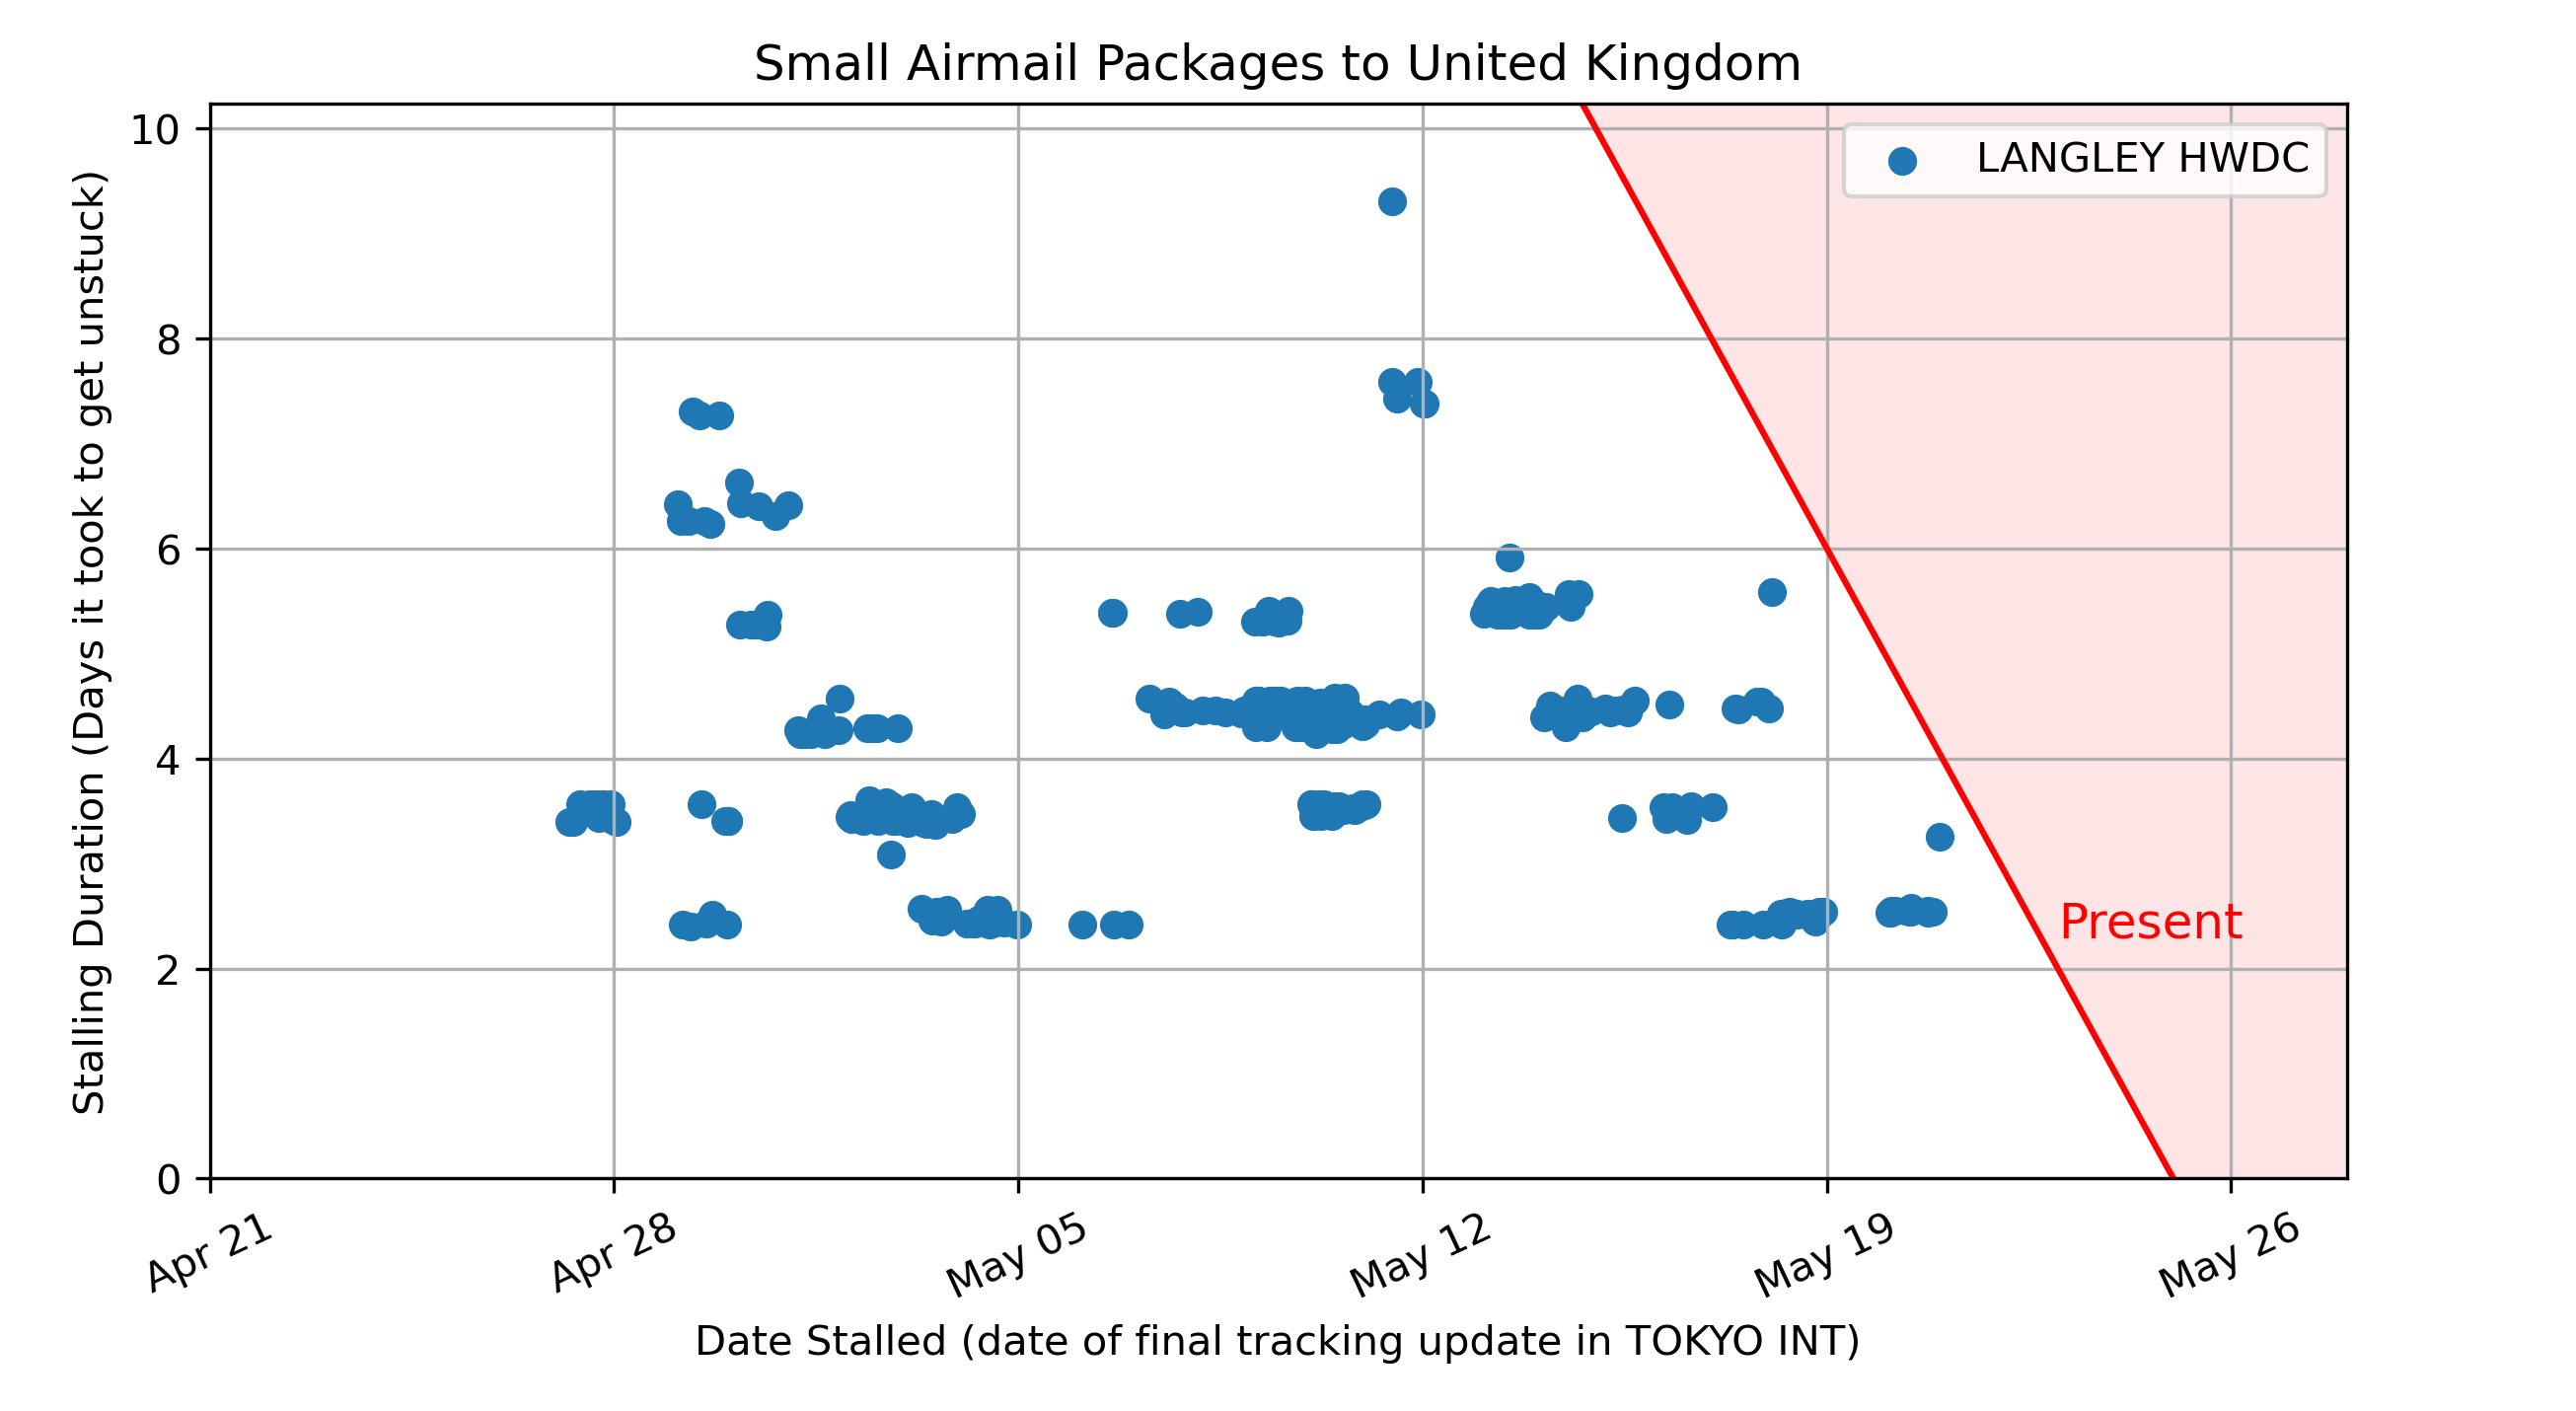 Small Airmail Packages to United Kingdom
Stalling Duration (Days it took to get unstuck)
10
8
6
4
2
0
LANGLEY HWDC
Present
Apr 21
Apr 28
May 05
May 12
May 19
May 26
Date Stalled (date of final tracking update in TOKYO INT)